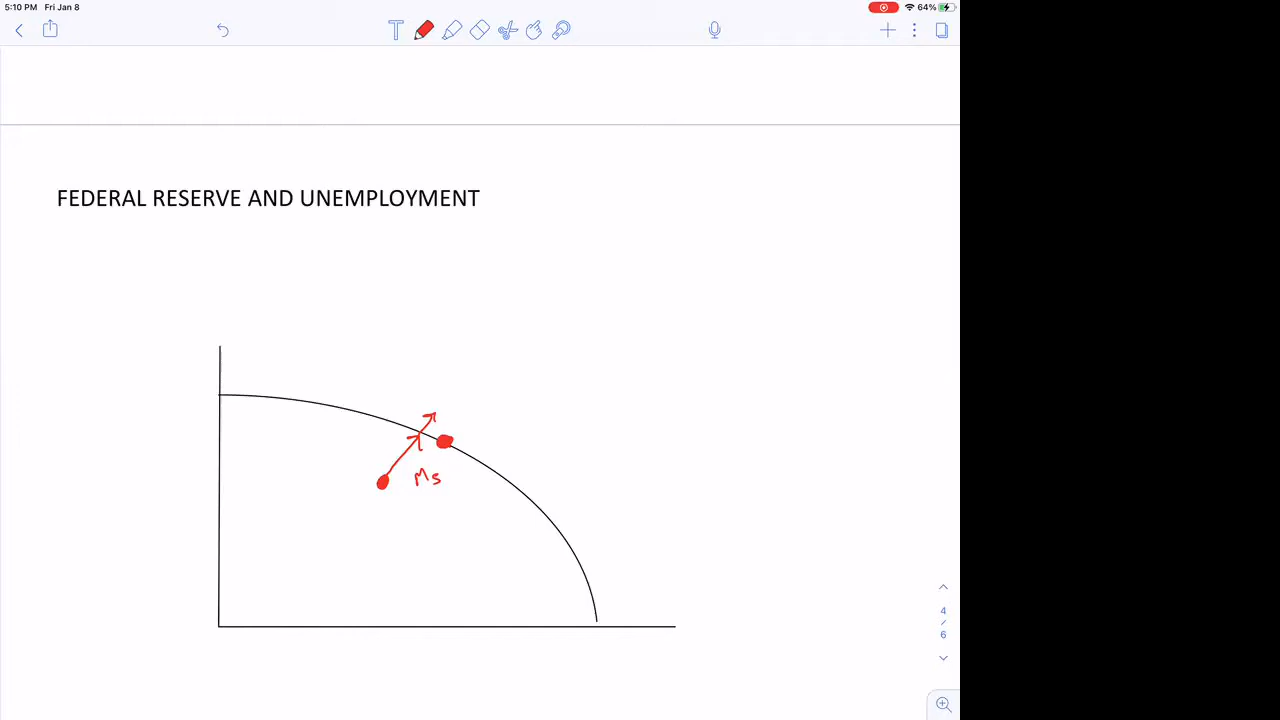 5:10 PM Fri Jan 8
64%
T
FEDERAL RESERVE AND UNEMPLOYMENT
Ms
4
/
6